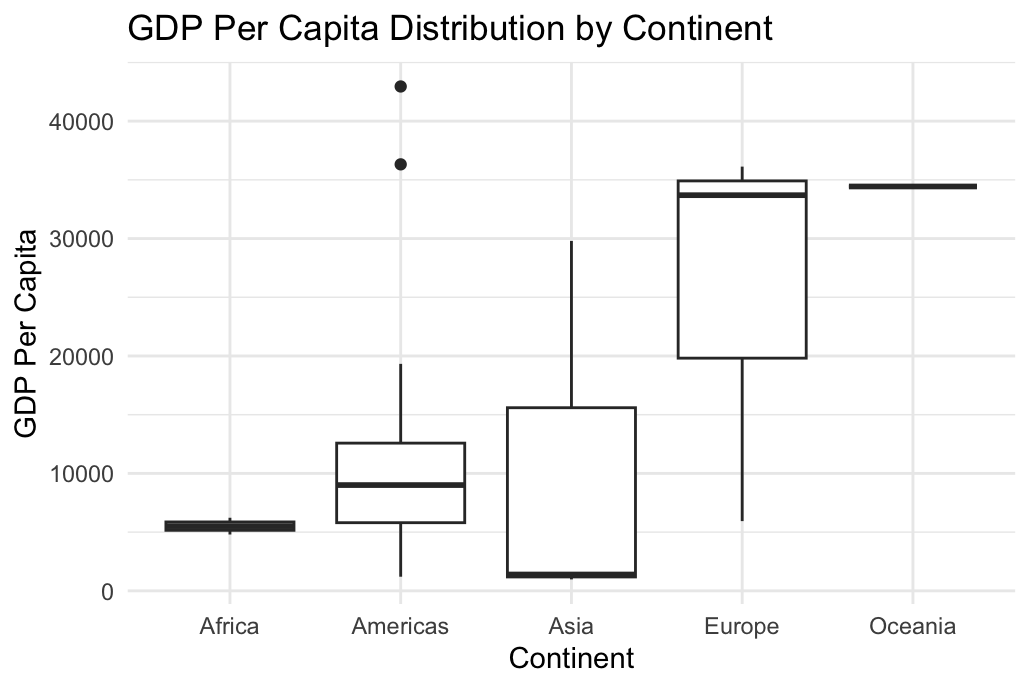 GDP Per Capita Distribution by Continent
GDP Per Capita
40000
30000
20000
10000
0
Africa Americas Asia Europe Oceania
Continent